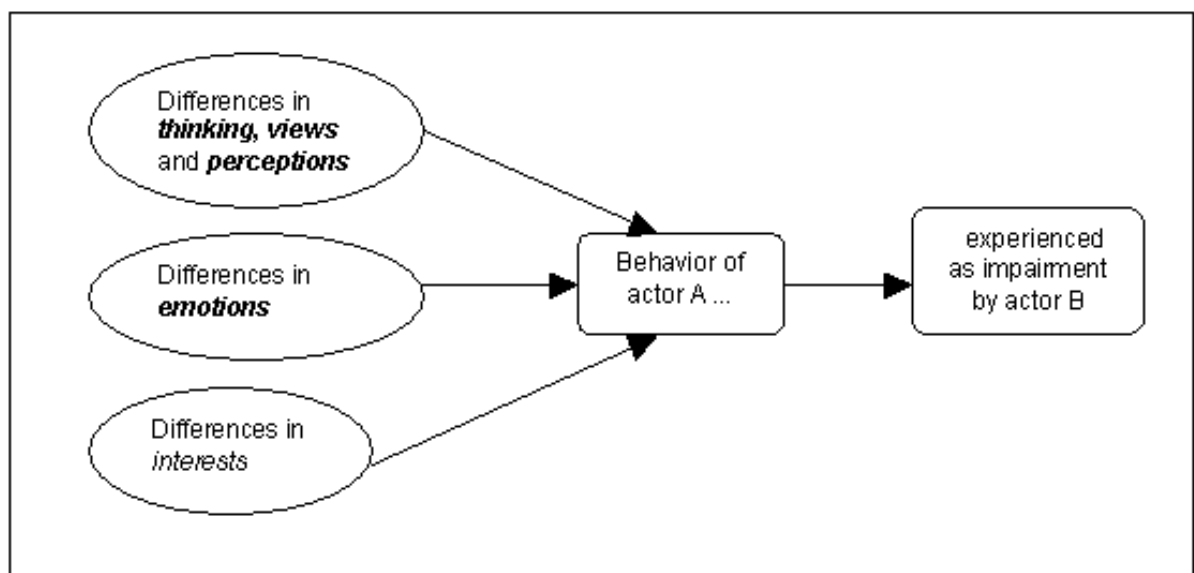 Differences in
thinking, views
and perceptions
Differences in
emotions
Differences in
interests
Behavior of
actor A ...
experienced
as impairment
by actor B